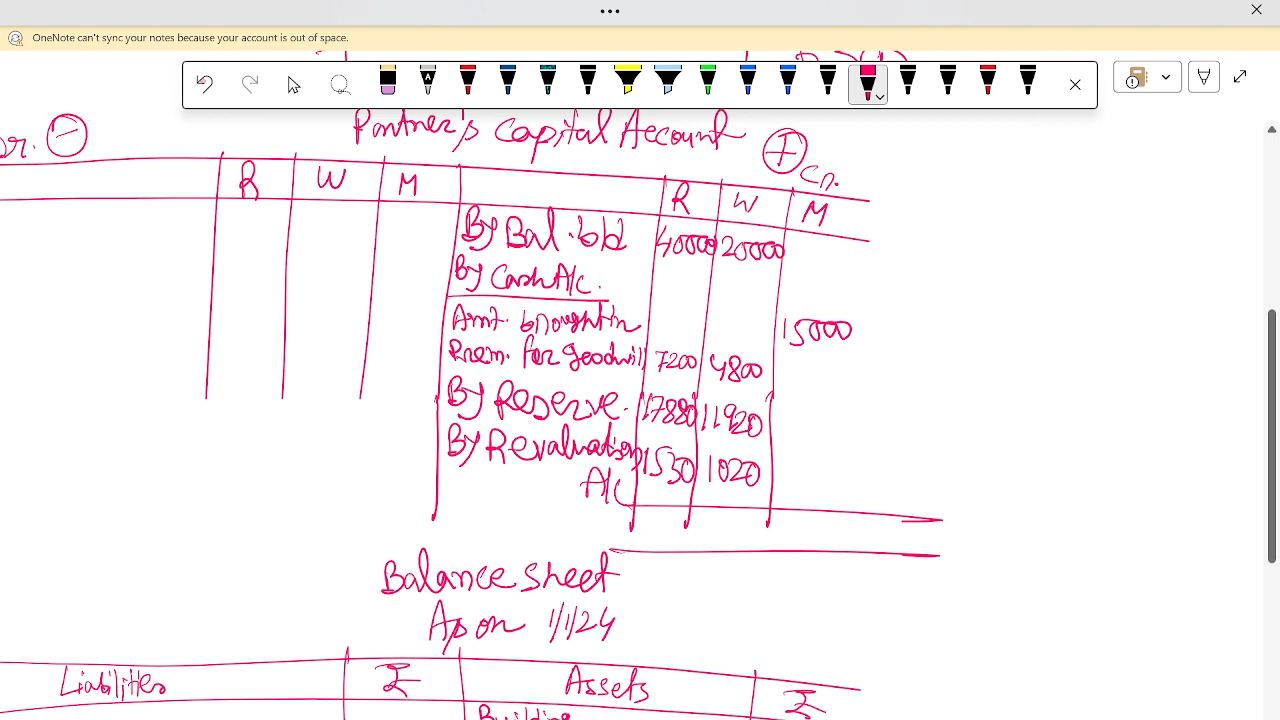 OneNote can't sync your notes because your account is out of space.
A
Partner's Capital Account
Dr. -
+ Cr.
R W M R W M
By Bal. b/d 40000 20000
By Cash A/c.
Amt. brought in 15000
Prem. for goodwill 7200 4800
By Reserve. 17880 11920
By Revaluation 1530 1020
A/c
Balance Sheet
As on 1/1/24
Liabilities ₹ Assets ₹
Building